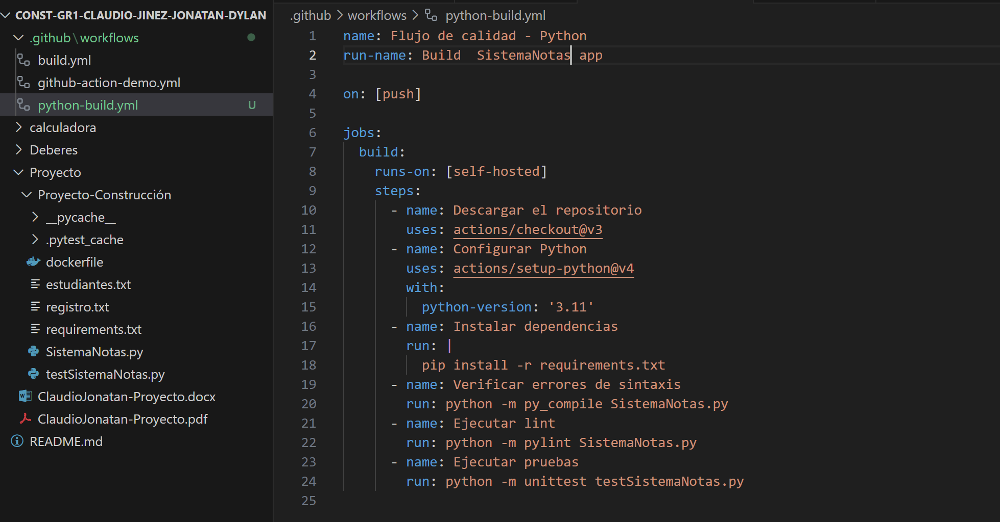 CONST-GR1-CLAUDIO-JINEZ-JONATAN-DYLAN
.github\workflows
build.yml
github-action-demo.yml
python-build.yml U
calculadora
Deberes
Proyecto
Proyecto-Construcción
__pycache__
.pytest_cache
dockerfile
estudiantes.txt
registro.txt
requirements.txt
SistemaNotas.py
testSistemaNotas.py
ClaudioJonatan-Proyecto.docx
ClaudioJonatan-Proyecto.pdf
README.md
.github > workflows > python-build.yml
1 name: Flujo de calidad - Python
2 run-name: Build  SistemaNotas app
3
4 on: [push]
5
6 jobs:
7   build:
8     runs-on: [self-hosted]
9     steps:
10       - name: Descargar el repositorio
11         uses: actions/checkout@v3
12       - name: Configurar Python
13         uses: actions/setup-python@v4
14         with:
15           python-version: '3.11'
16       - name: Instalar dependencias
17         run: |
18           pip install -r requirements.txt
19       - name: Verificar errores de sintaxis
20         run: python -m py_compile SistemaNotas.py
21       - name: Ejecutar lint
22         run: python -m pylint SistemaNotas.py
23       - name: Ejecutar pruebas
24         run: python -m unittest testSistemaNotas.py
25